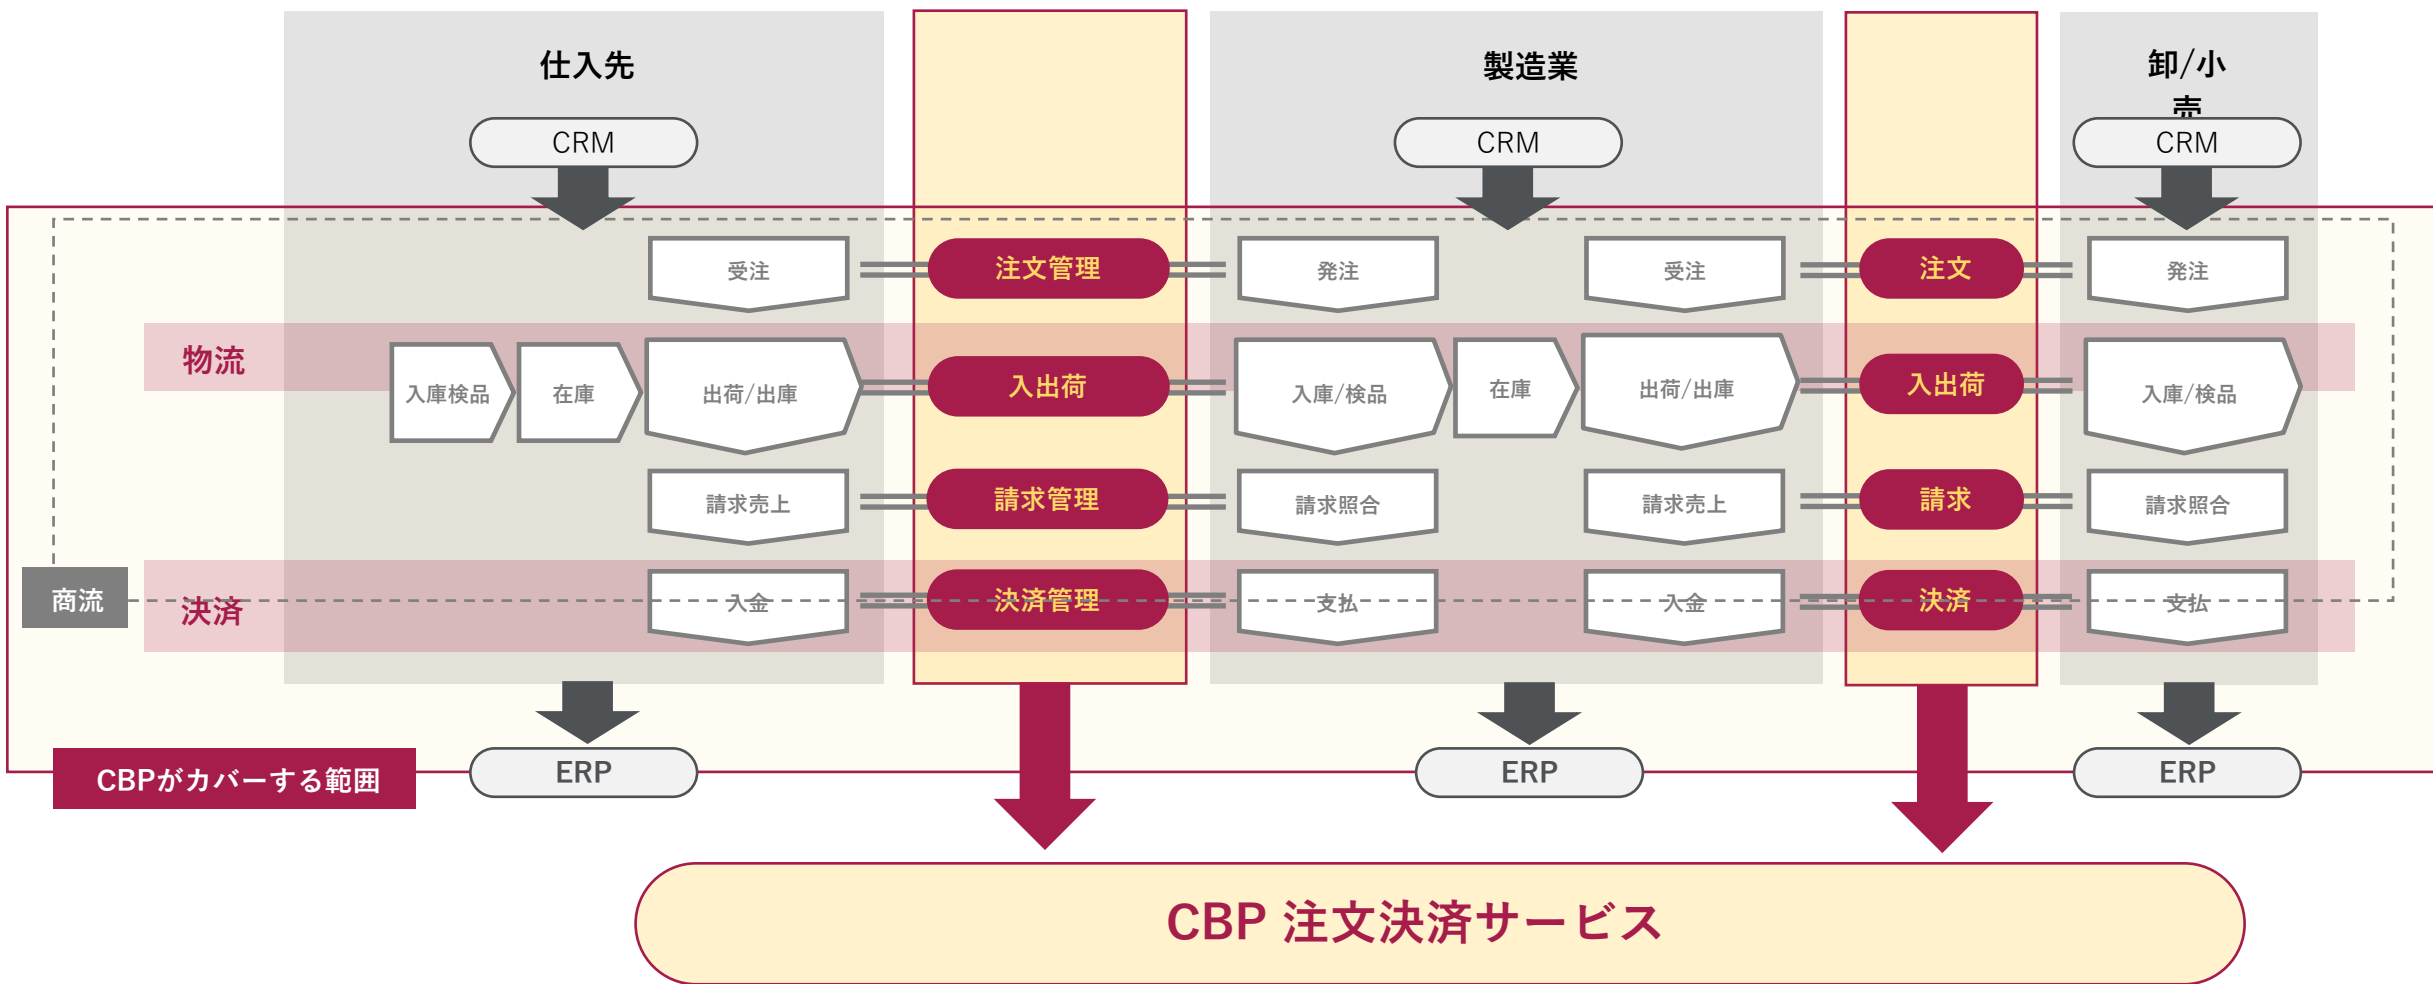 仕入先
製造業
卸/小
売
CRM
CRM
CRM
受注
注文管理
発注
受注
注文
発注
物流
入庫検品
在庫
出荷/出庫
入出荷
入庫/検品
在庫
出荷/出庫
入出荷
入庫/検品
請求売上
請求管理
請求照合
請求売上
請求
請求照合
商流
決済
入金
決済管理
支払
入金
決済
支払
CBPがカバーする範囲
ERP
ERP
ERP
CBP 注文決済サービス